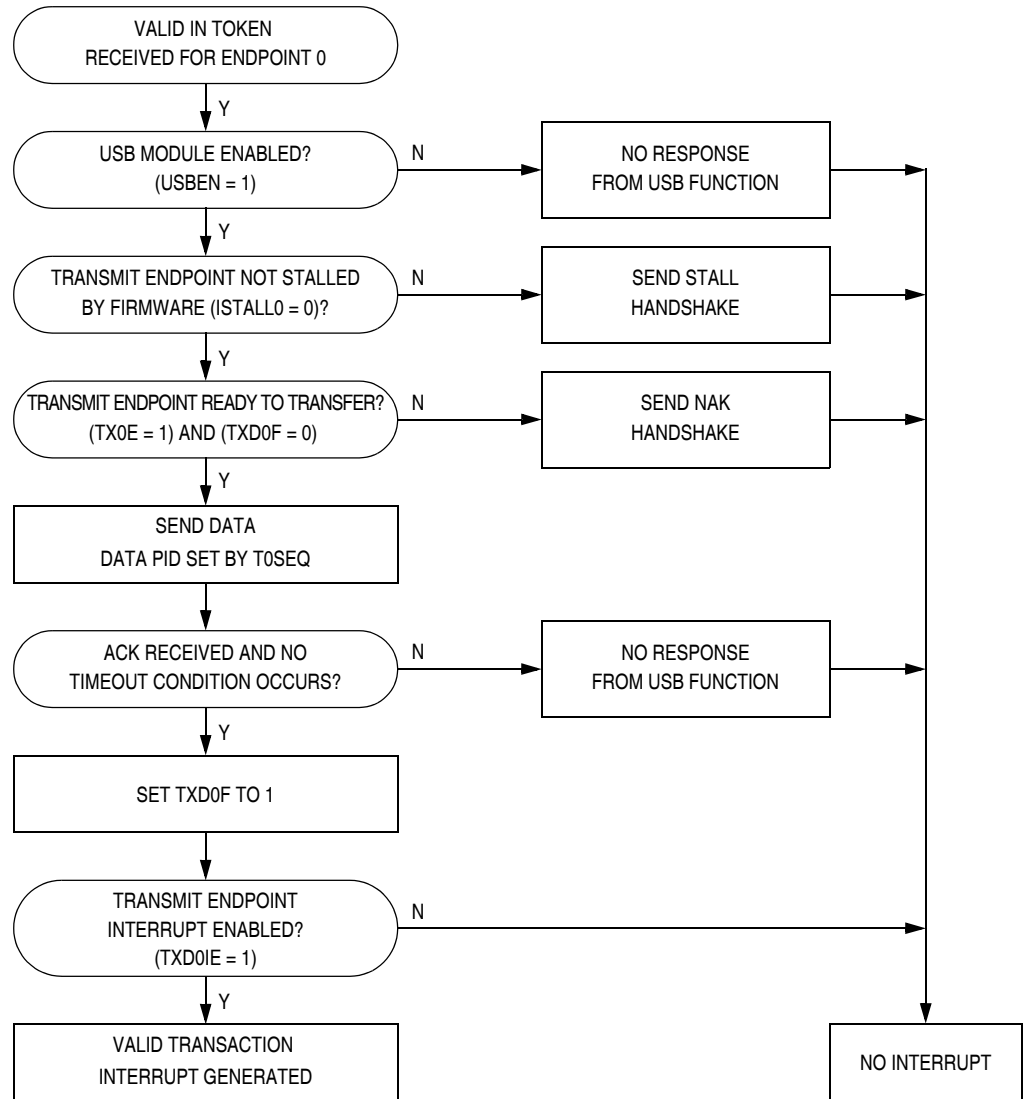 VALID IN TOKEN
RECEIVED FOR ENDPOINT 0
Y
USB MODULE ENABLED?
(USBEN = 1)
N
NO RESPONSE
FROM USB FUNCTION
Y
TRANSMIT ENDPOINT NOT STALLED
BY FIRMWARE (ISTALL0 = 0)?
N
SEND STALL
HANDSHAKE
Y
TRANSMIT ENDPOINT READY TO TRANSFER?
(TX0E = 1) AND (TXD0F = 0)
N
SEND NAK
HANDSHAKE
Y
SEND DATA
DATA PID SET BY T0SEQ
ACK RECEIVED AND NO
TIMEOUT CONDITION OCCURS?
N
NO RESPONSE
FROM USB FUNCTION
Y
SET TXD0F TO 1
TRANSMIT ENDPOINT
INTERRUPT ENABLED?
(TXD0IE = 1)
N
Y
VALID TRANSACTION
INTERRUPT GENERATED
NO INTERRUPT